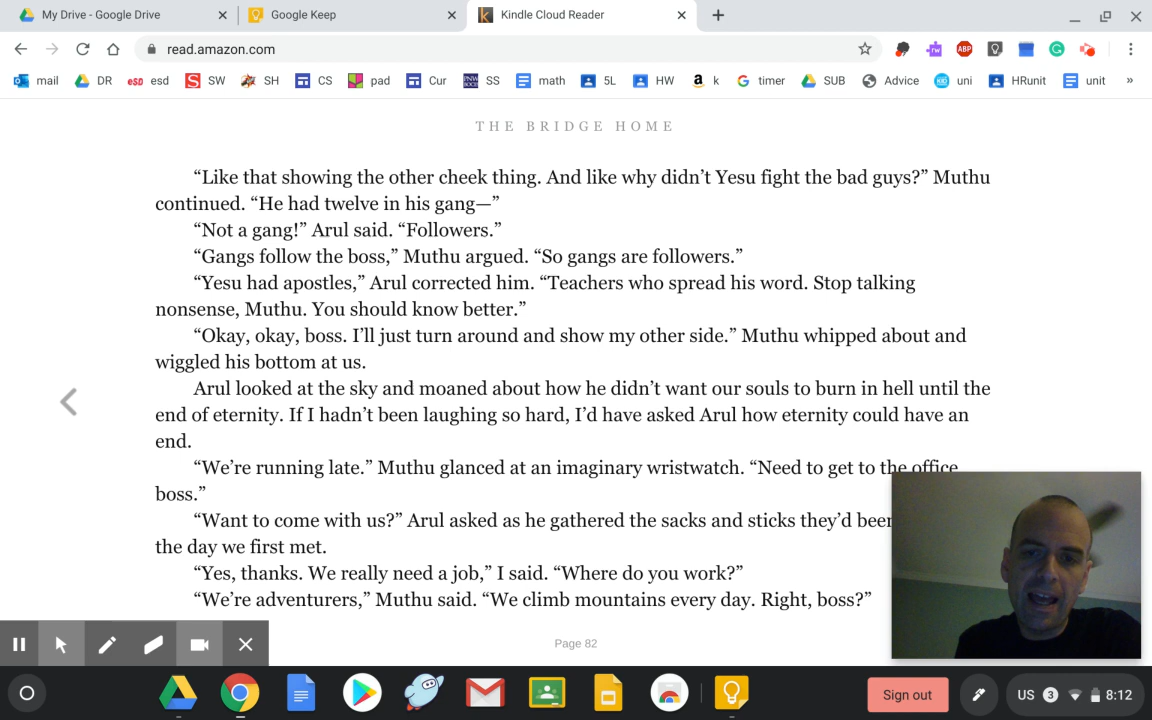 My Drive - Google Drive
Google Keep
Kindle Cloud Reader
read.amazon.com
ABP
mail
DR
esd
esd
SW
SH
CS
pad
Cur
SS
math
5L
HW
a k
G timer
SUB
Advice
uni
HRunit
unit
»
THE BRIDGE HOME
“Like that showing the other cheek thing. And like why didn’t Yesu fight the bad guys?” Muthu
continued. “He had twelve in his gang—”
“Not a gang!” Arul said. “Followers.”
“Gangs follow the boss,” Muthu argued. “So gangs are followers.”
“Yesu had apostles,” Arul corrected him. “Teachers who spread his word. Stop talking
nonsense, Muthu. You should know better.”
“Okay, okay, boss. I’ll just turn around and show my other side.” Muthu whipped about and
wiggled his bottom at us.
Arul looked at the sky and moaned about how he didn’t want our souls to burn in hell until the
end of eternity. If I hadn’t been laughing so hard, I’d have asked Arul how eternity could have an
end.
“We’re running late.” Muthu glanced at an imaginary wristwatch. “Need to get to the office
boss.”
“Want to come with us?” Arul asked as he gathered the sacks and sticks they’d been
the day we first met.
“Yes, thanks. We really need a job,” I said. “Where do you work?”
“We’re adventurers,” Muthu said. “We climb mountains every day. Right, boss?”
Page 82
Sign out
US 3 8:12